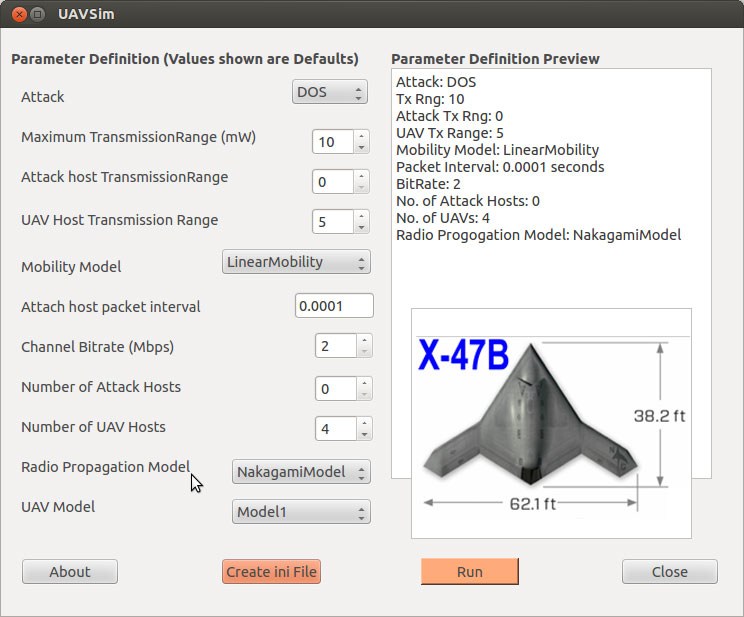 UAVSim
Parameter Definition (Values shown are Defaults)
Attack
DOS
Maximum TransmissionRange (mW)
10
Attack host TransmissionRange
0
UAV Host Transmission Range
5
Mobility Model
LinearMobility
Attach host packet interval
0.0001
Channel Bitrate (Mbps)
2
Number of Attack Hosts
0
Number of UAV Hosts
4
Radio Propagation Model
NakagamiModel
UAV Model
Model1
Parameter Definition Preview
Attack: DOS
Tx Rng: 10
Attack Tx Rng: 0
UAV Tx Range: 5
Mobility Model: LinearMobility
Packet Interval: 0.0001 seconds
BitRate: 2
No. of Attack Hosts: 0
No. of UAVs: 4
Radio Progogation Model: NakagamiModel
X-47B
38.2 ft
62.1 ft
About
Create ini File
Run
Close